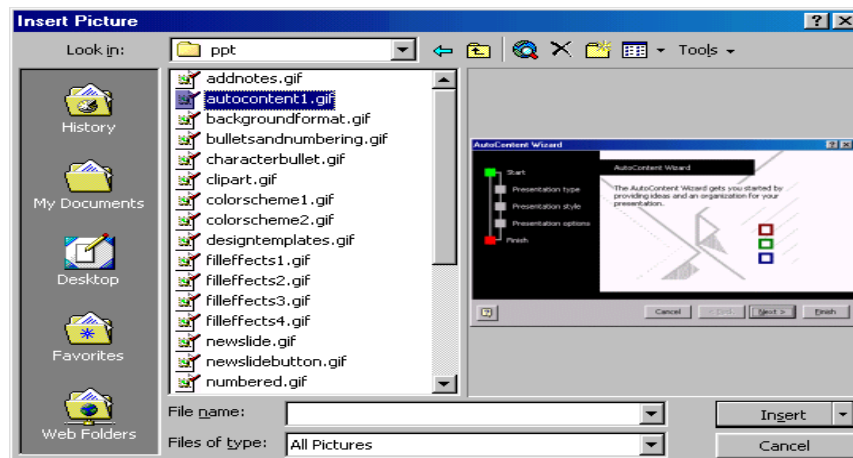 Insert Picture
Look in: ppt Tools
History
My Documents
Desktop
Favorites
Web Folders
addnotes.gif
autocontent1.gif
backgroundformat.gif
bulletsandnumbering.gif
characterbullet.gif
clipart.gif
colorscheme1.gif
colorscheme2.gif
designtemplates.gif
filleffects1.gif
filleffects2.gif
filleffects3.gif
filleffects4.gif
newslide.gif
newslidebutton.gif
numbered.gif
AutoContent Wizard
Start
Presentation type
Presentation style
Presentation options
Finish
AutoContent Wizard
The AutoContent Wizard gets you started by
providing ideas and an organization for your
presentation.
Cancel Next > Finish
File name: Insert
Files of type: All Pictures Cancel